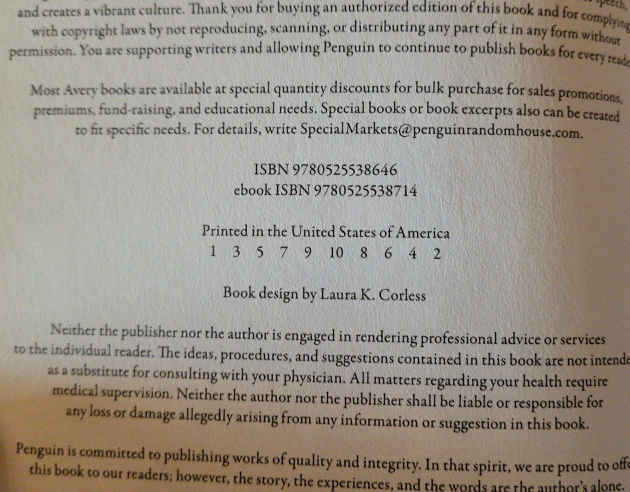 speech,
and creates a vibrant culture. Thank you for buying an authorized edition of this book and for complying
with copyright laws by not reproducing, scanning, or distributing any part of it in any form without
permission. You are supporting writers and allowing Penguin to continue to publish books for every reade
Most Avery books are available at special quantity discounts for bulk purchase for sales promotions,
premiums, fund-raising, and educational needs. Special books or book excerpts also can be created
to fit specific needs. For details, write SpecialMarkets@penguinrandomhouse.com.
ISBN 9780525538646
ebook ISBN 9780525538714
Printed in the United States of America
1 3 5 7 9 10 8 6 4 2
Book design by Laura K. Corless
Neither the publisher nor the author is engaged in rendering professional advice or services
to the individual reader. The ideas, procedures, and suggestions contained in this book are not intende
as a substitute for consulting with your physician. All matters regarding your health require
medical supervision. Neither the author nor the publisher shall be liable or responsible for
any loss or damage allegedly arising from any information or suggestion in this book.
Penguin is committed to publishing works of quality and integrity. In that spirit, we are proud to offe
this book to our readers; however, the story, the experiences, and the words are the author's alone.